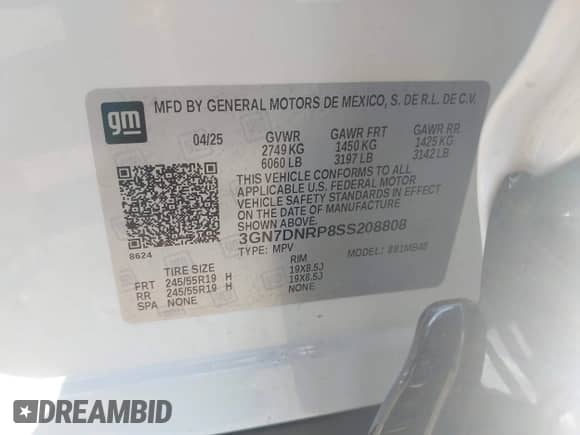 gm
MFD BY GENERAL MOTORS DE MEXICO, S. DE R.L. DE C.V.
04/25 GVWR GAWR FRT GAWR RR
2749 KG 1450 KG 1425 KG
6060 LB 3197 LB 3142 LB
THIS VEHICLE CONFORMS TO ALL
APPLICABLE U.S. FEDERAL MOTOR
VEHICLE SAFETY STANDARDS IN EFFECT
ON THE DATE OF MANUFACTURE
SHOWN ABOVE.
3GN7DNRP8SS208808
TYPE: MPV MODEL: 891MB48
8624
TIRE SIZE RIM
FRT 245/55R19 H 19X8.5J
RR 245/55R19 H 19X8.5J
SPA NONE NONE
DREAMBID